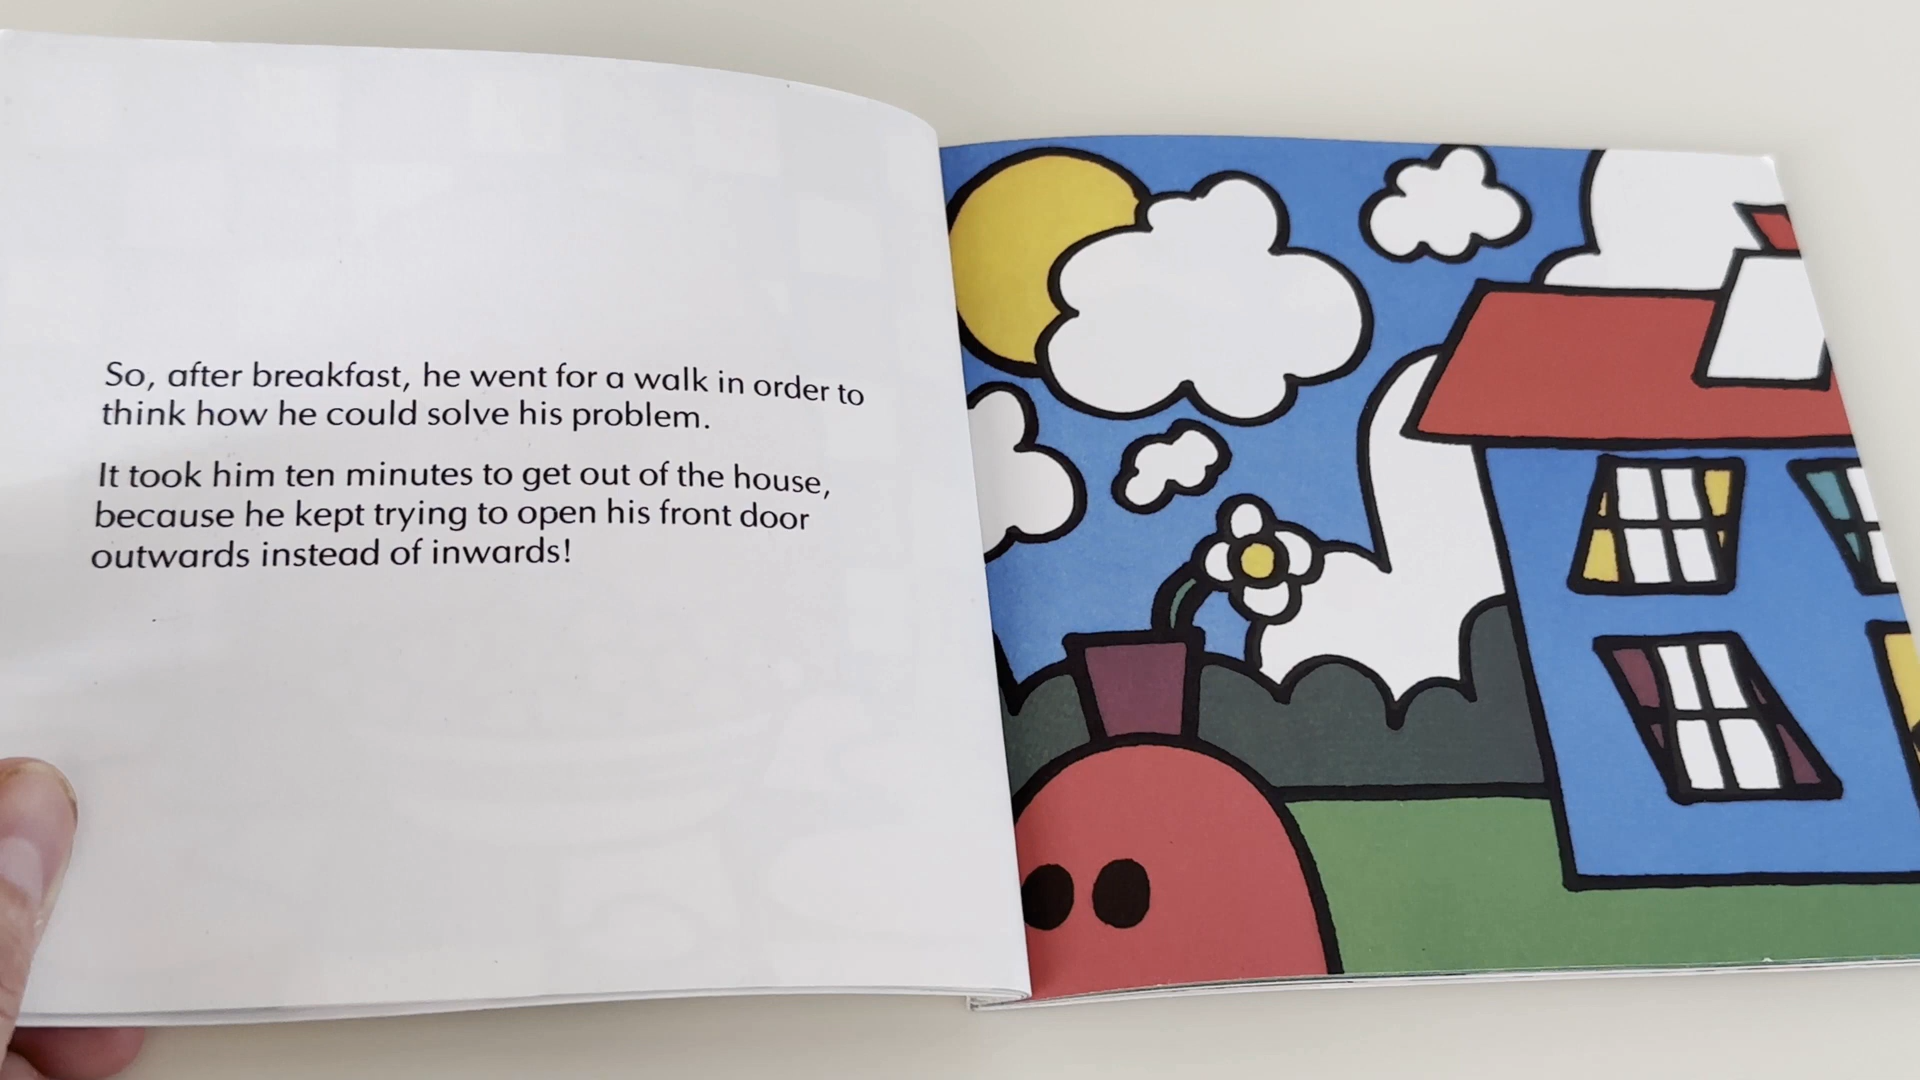 So, after breakfast, he went for a walk in order to
think how he could solve his problem.
It took him ten minutes to get out of the house,
because he kept trying to open his front door
outwards instead of inwards!